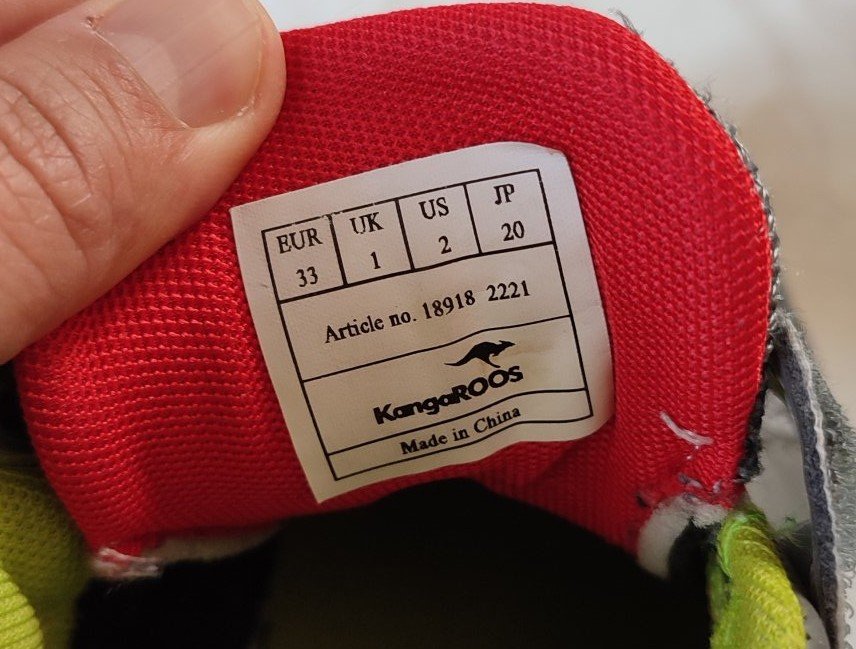 EUR UK US JP
33 1 2 20
Article no. 18918 2221
KangaROOS
Made in China